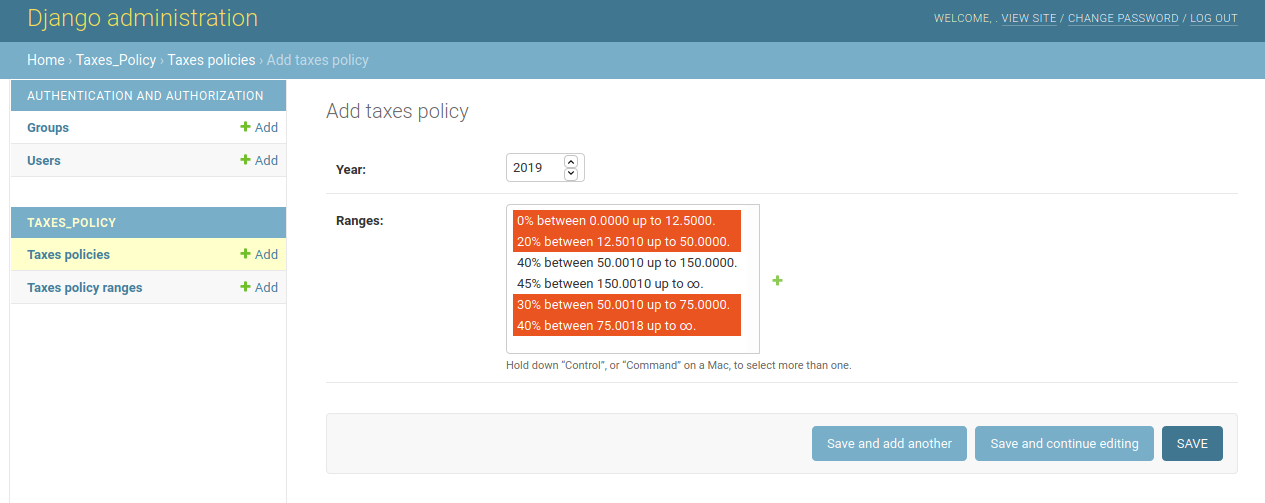 Django administration
WELCOME, . VIEW SITE / CHANGE PASSWORD / LOG OUT
Home › Taxes_Policy › Taxes policies › Add taxes policy
AUTHENTICATION AND AUTHORIZATION
Groups + Add
Users + Add
TAXES_POLICY
Taxes policies + Add
Taxes policy ranges + Add
Add taxes policy
Year: 2019
Ranges:
0% between 0.0000 up to 12.5000.
20% between 12.5010 up to 50.0000.
40% between 50.0010 up to 150.0000.
45% between 150.0010 up to ∞.
30% between 50.0010 up to 75.0000.
40% between 75.0018 up to ∞.
+
Hold down “Control”, or “Command” on a Mac, to select more than one.
Save and add another
Save and continue editing
SAVE